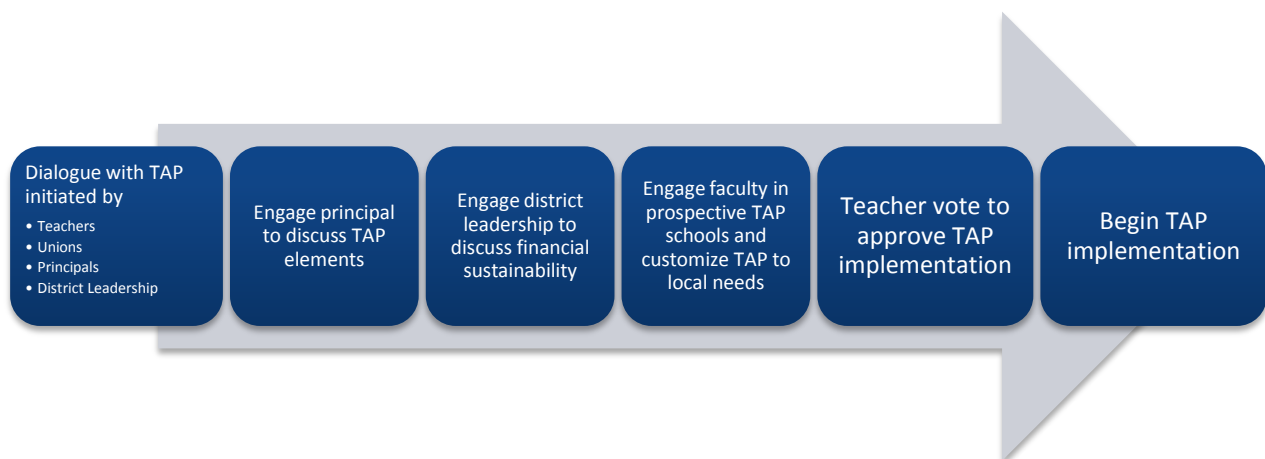 Dialogue with TAP
initiated by
• Teachers
• Unions
• Principals
• District Leadership
Engage principal
to discuss TAP
elements
Engage district
leadership to
discuss financial
sustainability
Engage faculty in
prospective TAP
schools and
customize TAP to
local needs
Teacher vote to
approve TAP
implementation
Begin TAP
implementation